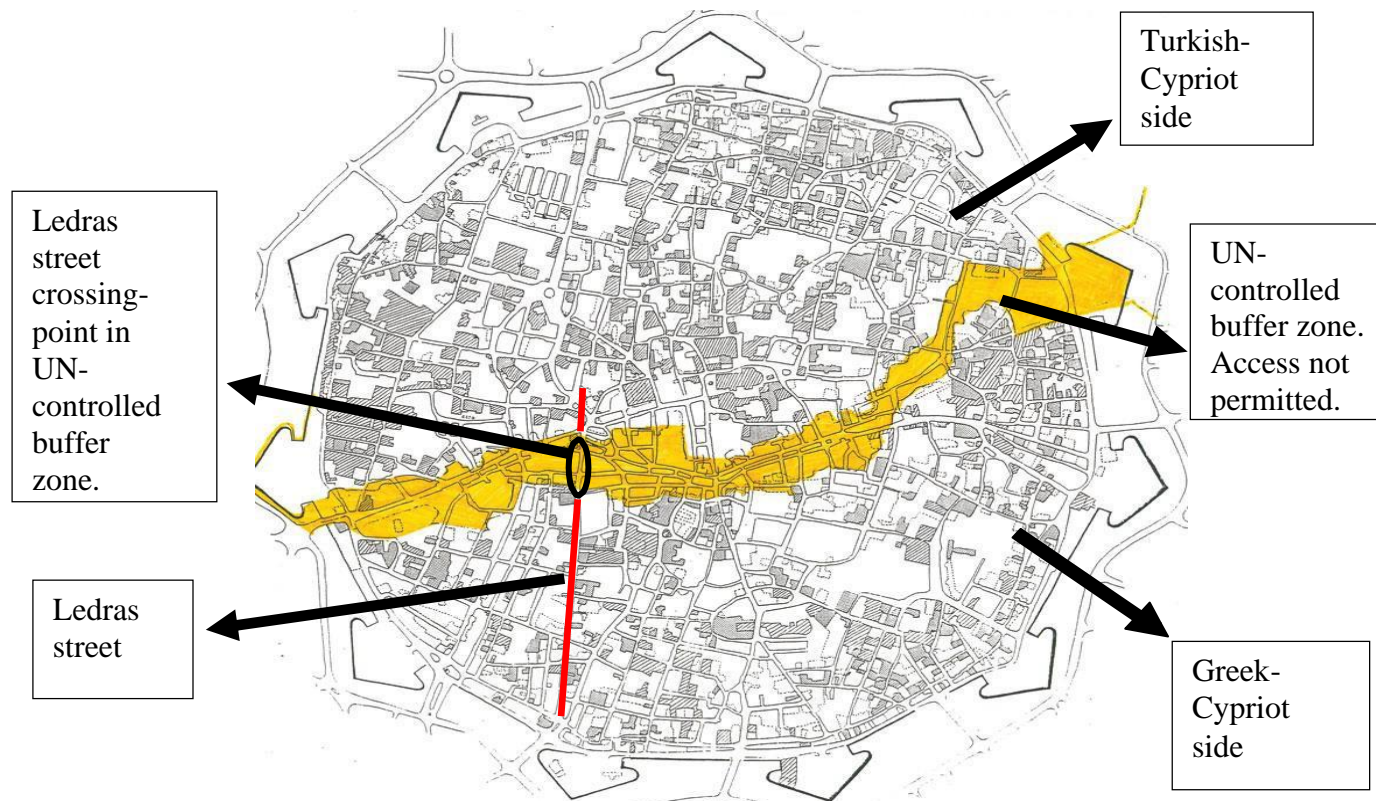 Turkish-
Cypriot
side
Ledras
street
crossing-
point in
UN-
controlled
buffer
zone.
UN-
controlled
buffer zone.
Access not
permitted.
Ledras
street
Greek-
Cypriot
side